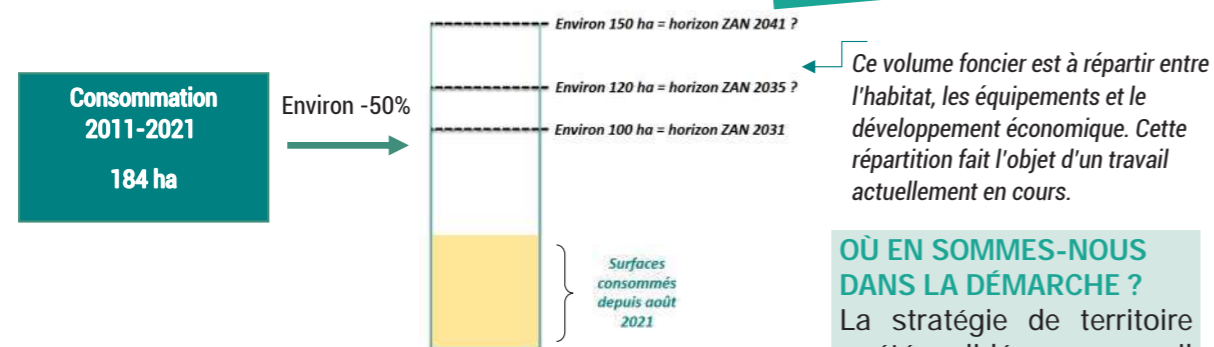 Consommation
2011-2021
184 ha
Environ -50%
Environ 150 ha = horizon ZAN 2041 ?
Environ 120 ha = horizon ZAN 2035 ?
Environ 100 ha = horizon ZAN 2031
Surfaces
consommés
depuis août
2021
Ce volume foncier est à répartir entre
l'habitat, les équipements et le
développement économique. Cette
répartition fait l'objet d'un travail
actuellement en cours.
OÙ EN SOMMES-NOUS
DANS LA DÉMARCHE ?
La stratégie de territoire